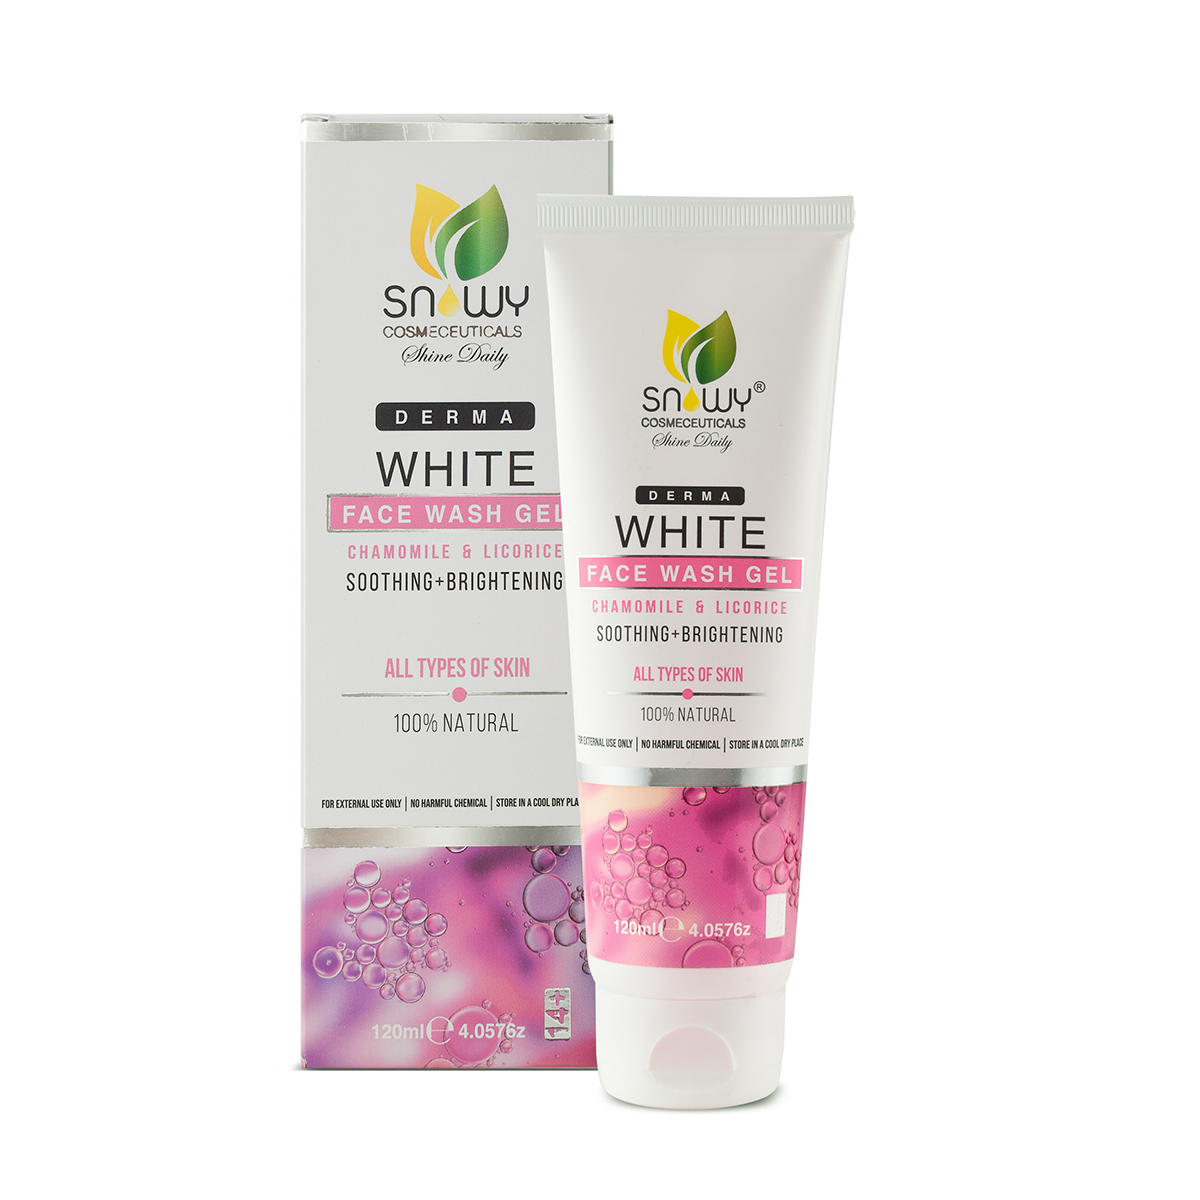 SNOWY
COSMECEUTICALS
Shine Daily
DERMA
WHITE
FACE WASH GEL
CHAMOMILE & LICORICE
SOOTHING+BRIGHTENING
ALL TYPES OF SKIN
100% NATURAL
FOR EXTERNAL USE ONLY | NO HARMFUL CHEMICAL | STORE IN A COOL DRY PLA
120ml ℮ 4.0576z
14+
SNOWY®
COSMECEUTICALS
Shine Daily
DERMA
WHITE
FACE WASH GEL
CHAMOMILE & LICORICE
SOOTHING+BRIGHTENING
ALL TYPES OF SKIN
100% NATURAL
FOR EXTERNAL USE ONLY | NO HARMFUL CHEMICAL | STORE IN A COOL DRY PLACE
120ml ℮ 4.0576z